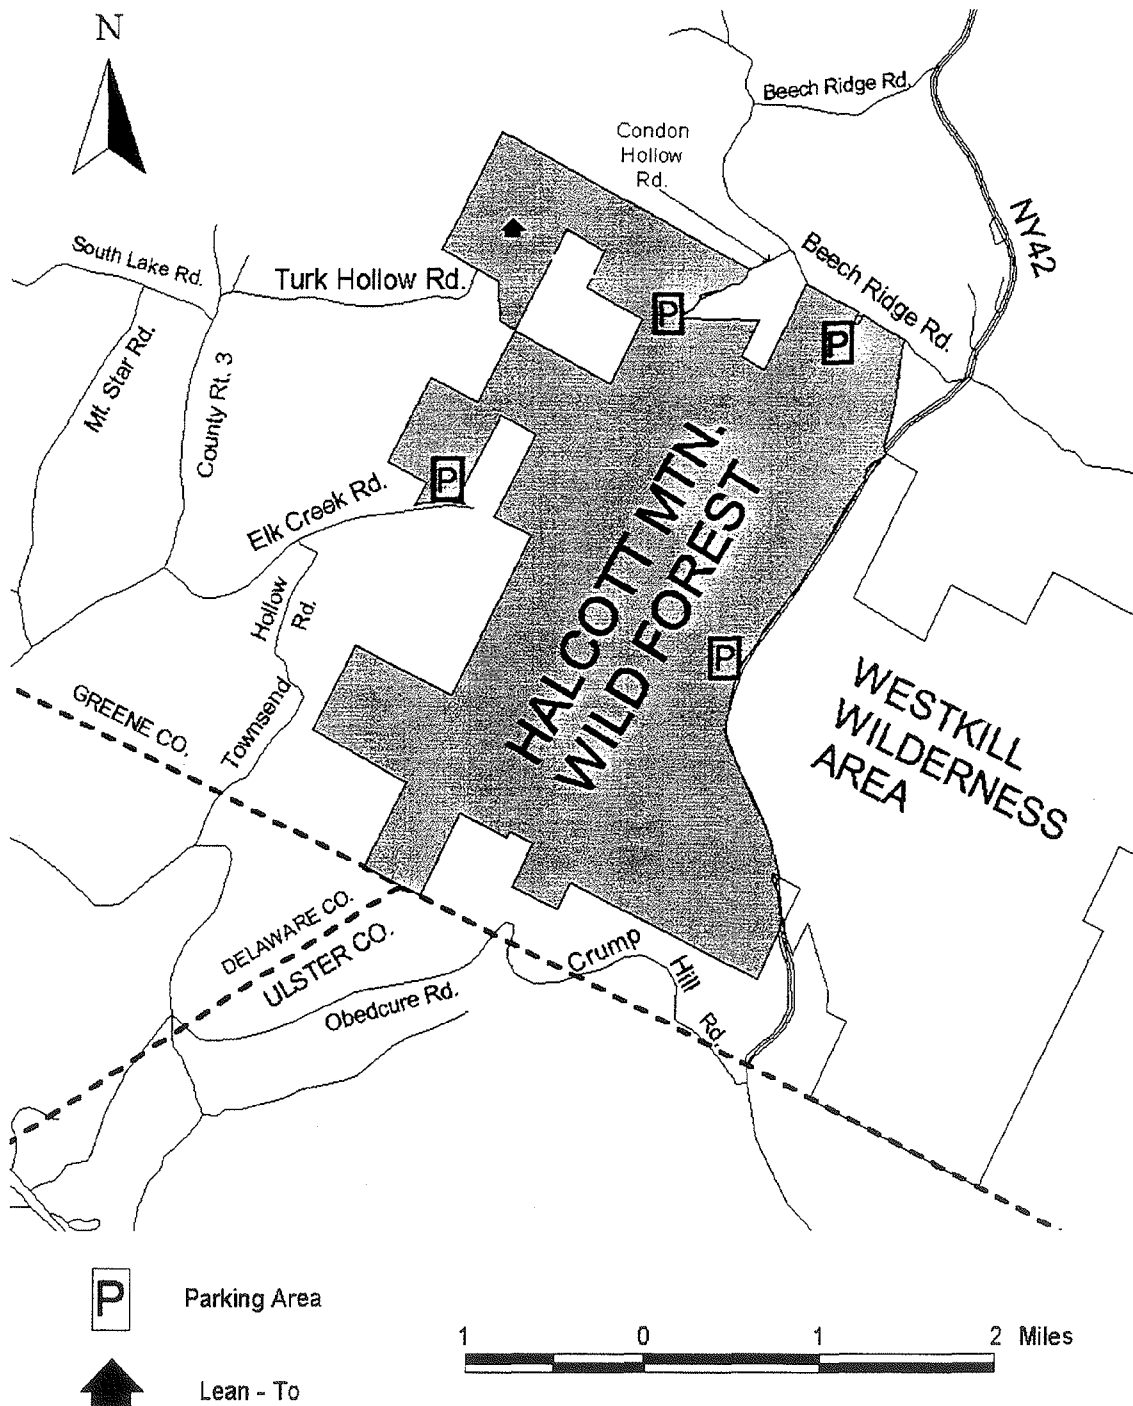 N
Beech Ridge Rd.
Condon
Hollow
Rd.
NY42
South Lake Rd.
Turk Hollow Rd.
Beech Ridge Rd.
P
P
Mt. Star Rd.
County Rt. 3
HALCOTT MTN.
WILD FOREST
P
Elk Creek Rd.
Hollow
Rd.
Townsend
P
WESTKILL
WILDERNESS
AREA
GREENE CO.
DELAWARE CO.
ULSTER CO.
Crump
Hill
Rd.
Obedcure Rd.
P Parking Area
1 0 1 2 Miles
Lean - To